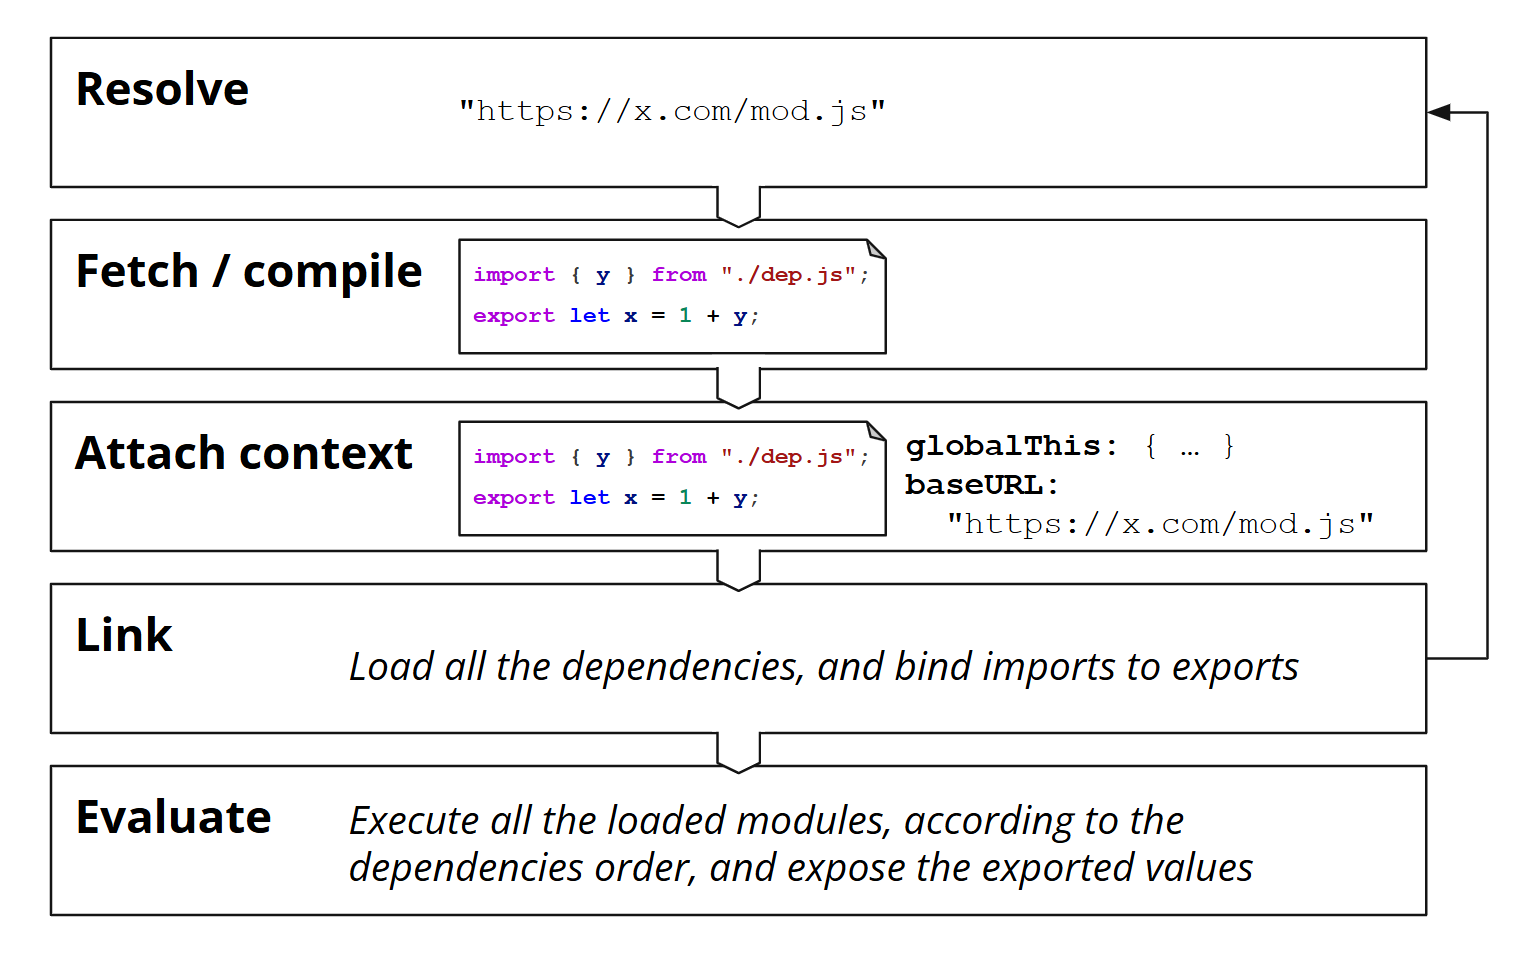 Resolve
"https://x.com/mod.js"
Fetch / compile
import { y } from "./dep.js";
export let x = 1 + y;
Attach context
import { y } from "./dep.js";
export let x = 1 + y;
globalThis: { … }
baseURL:
"https://x.com/mod.js"
Link
Load all the dependencies, and bind imports to exports
Evaluate
Execute all the loaded modules, according to the
dependencies order, and expose the exported values